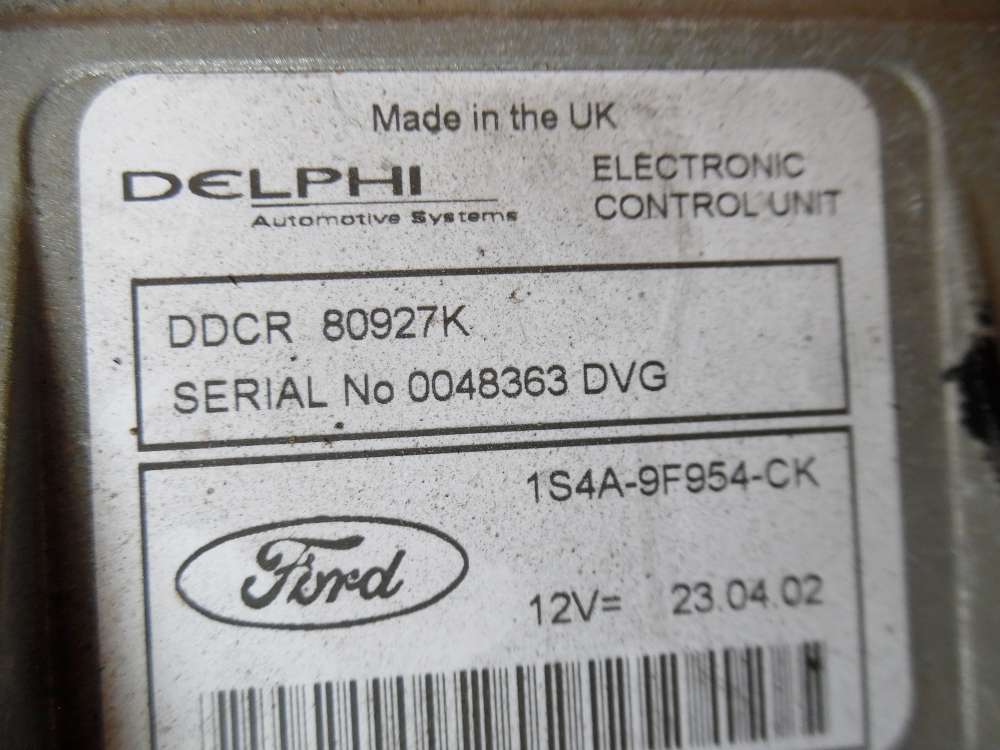 Made in the UK
DELPHI
Automotive Systems
ELECTRONIC
CONTROL UNIT
DDCR 80927K
SERIAL No 0048363 DVG
1S4A-9F954-CK
Ford
12V= 23.04.02